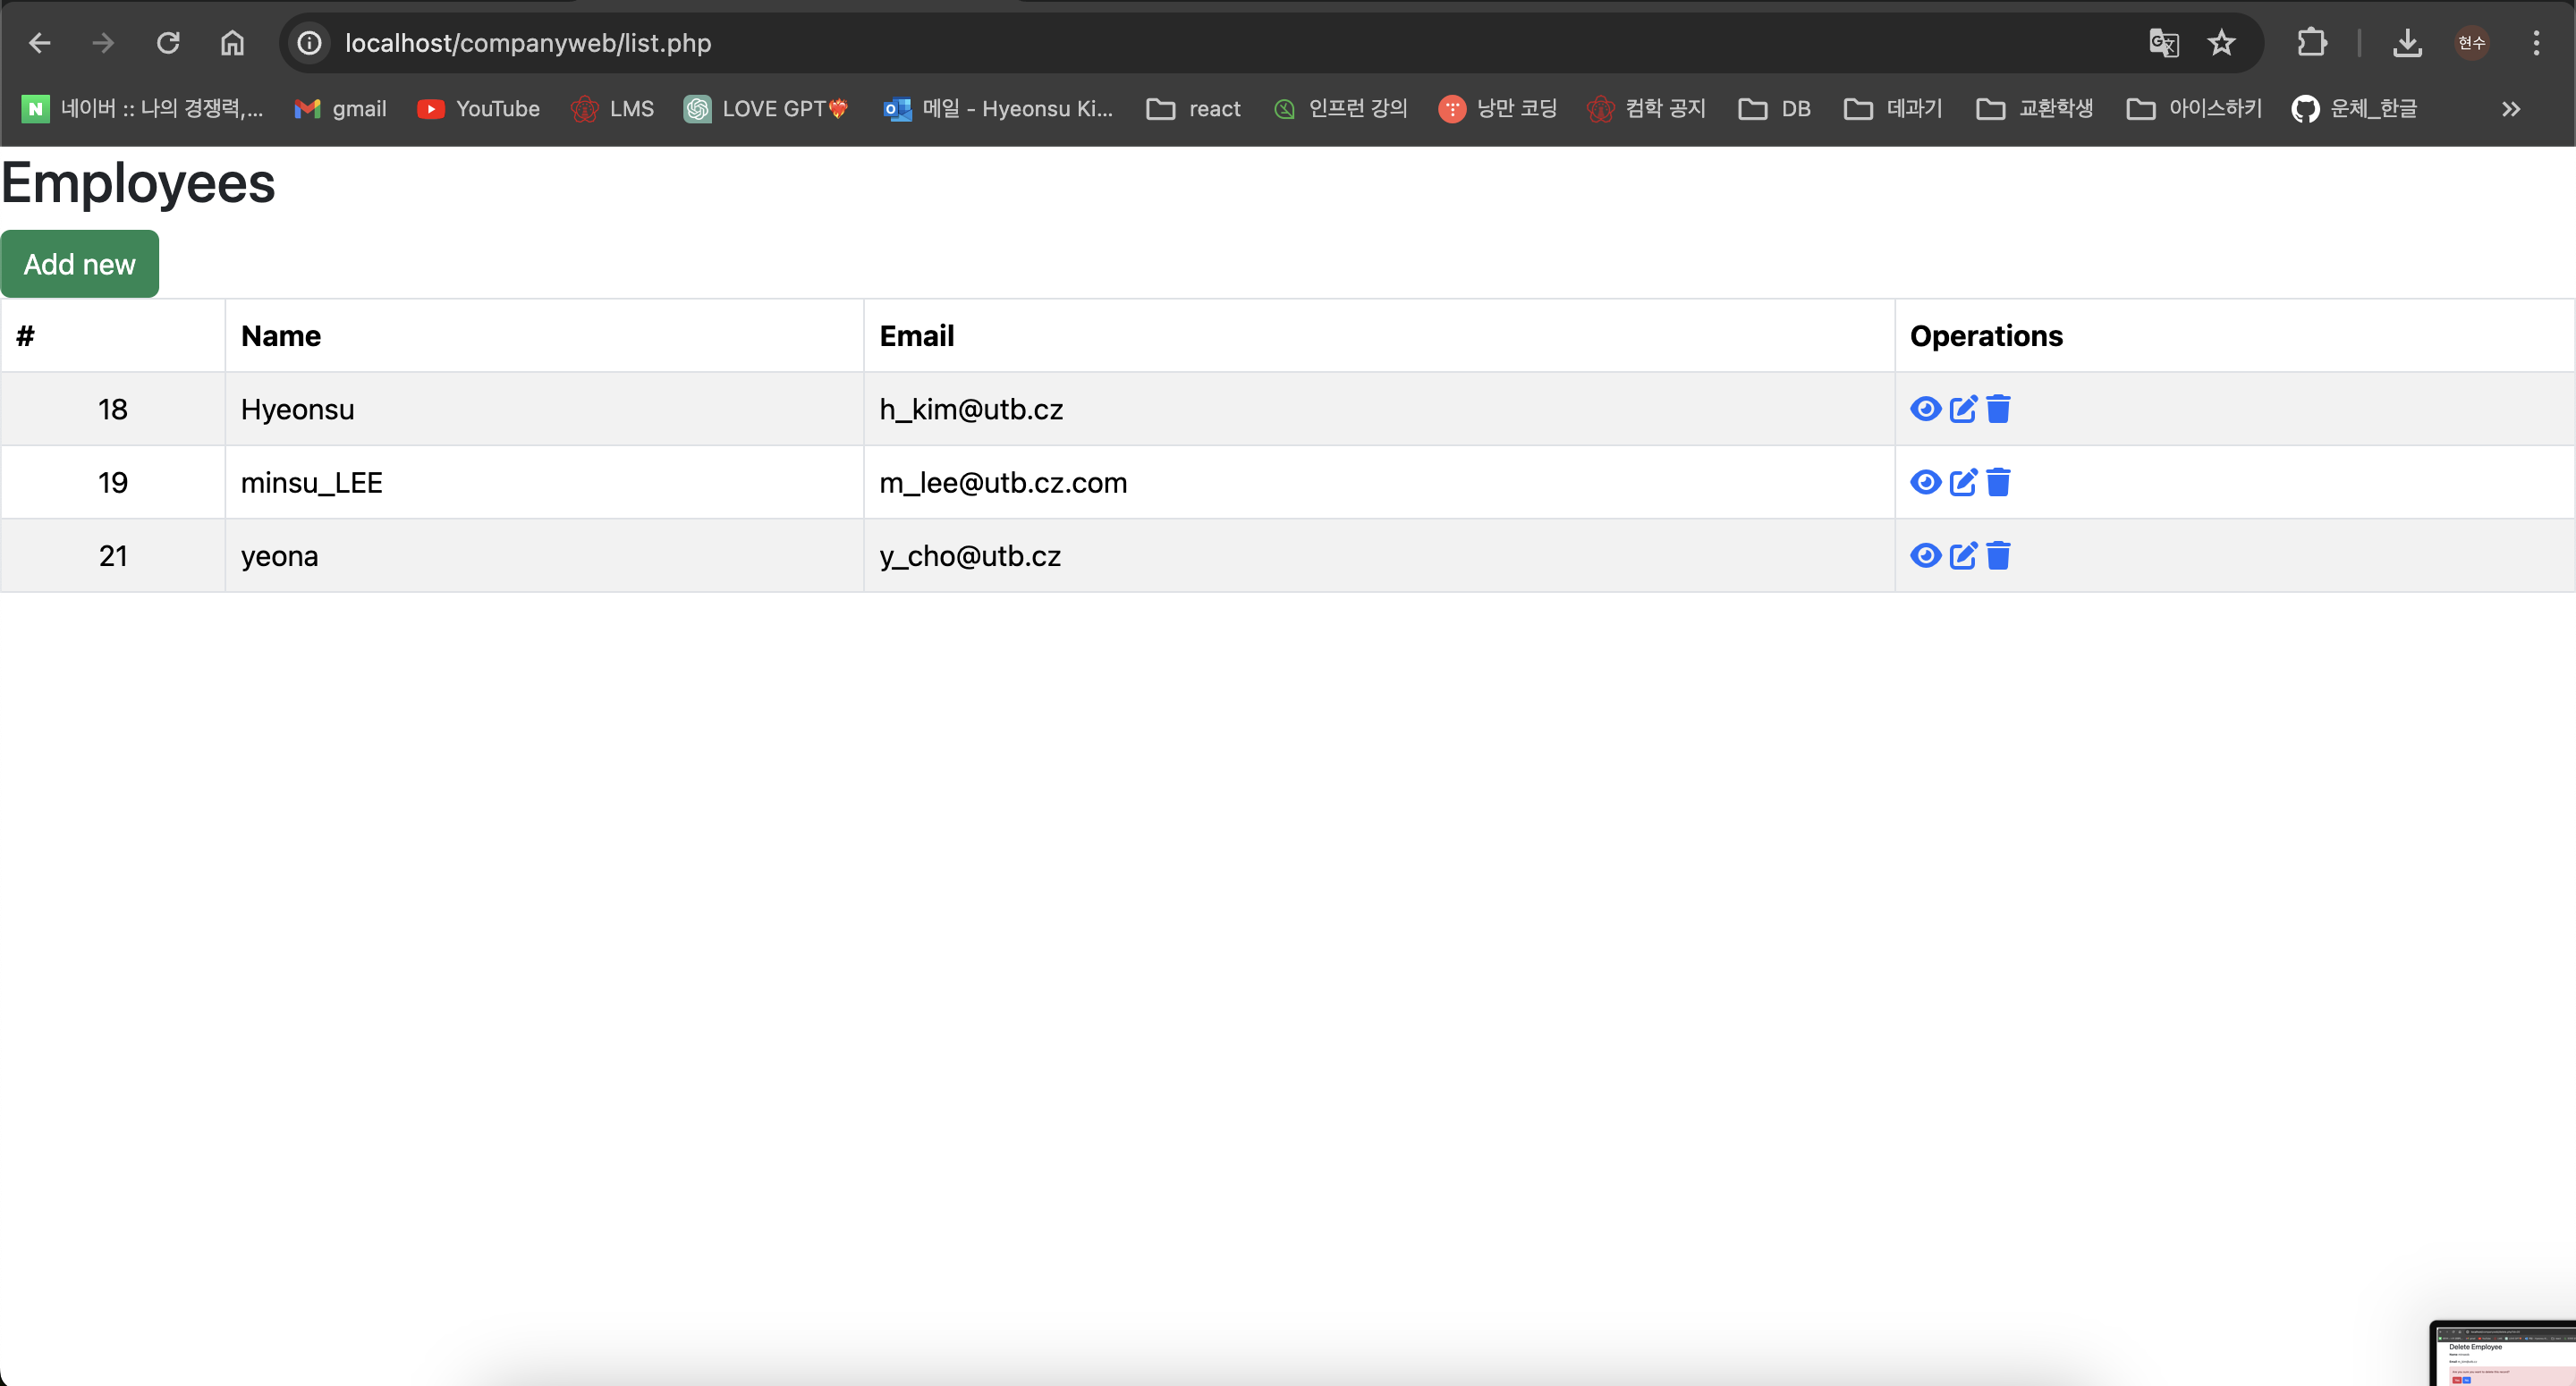 localhost/companyweb/list.php
현수
네이버 :: 나의 경쟁력,... gmail YouTube LMS LOVE GPT❤️‍🔥 메일 - Hyeonsu Ki... react 인프런 강의 낭만 코딩 컴학 공지 DB 데과기 교환학생 아이스하키 운체_한글
Employees
Add new
# Name Email Operations
18 Hyeonsu h_kim@utb.cz
19 minsu_LEE m_lee@utb.cz.com
21 yeona y_cho@utb.cz
Delete Employee